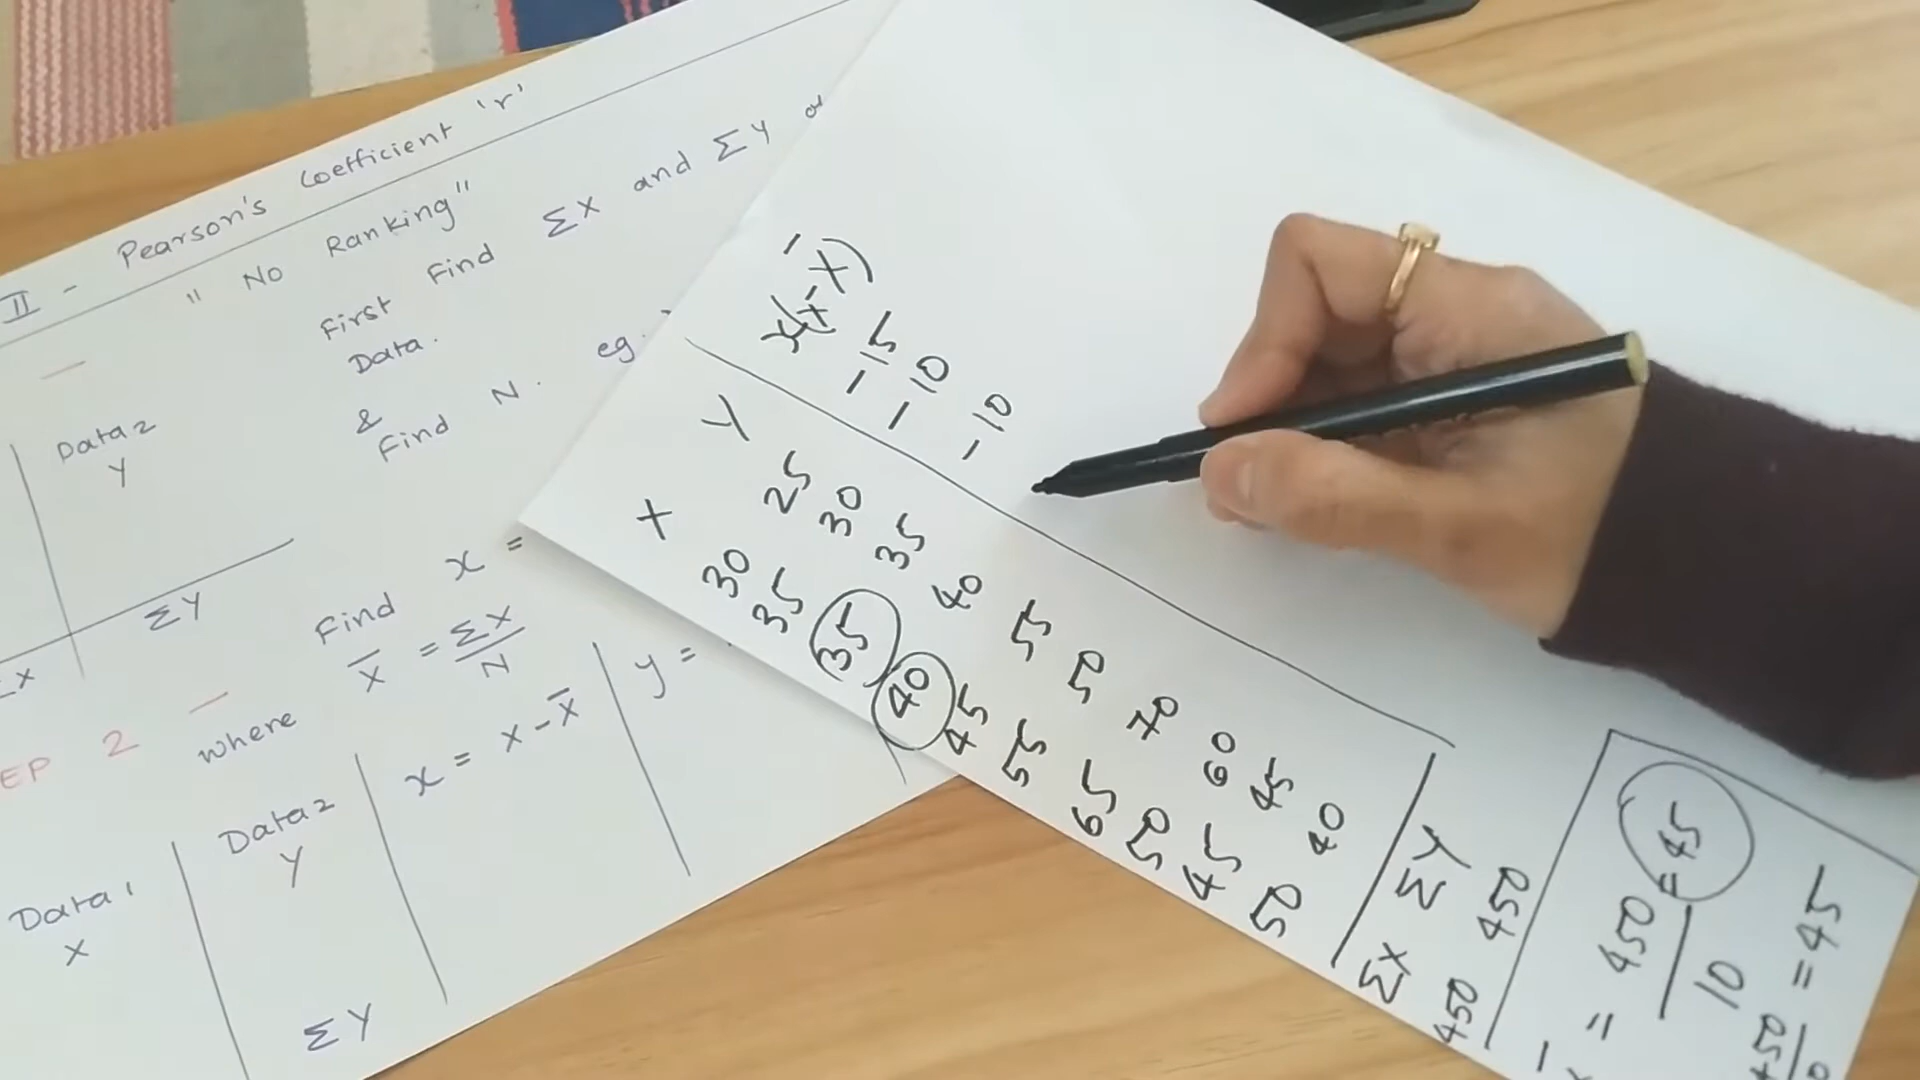 II - Pearson's Coefficient 'r'
" No Ranking"
First Find ΣX and ΣY of
Data.
&
Find N. eg.
Data 2
Y
ΣX ΣY
EP 2
Find x =
where X̄ = ΣX/N
Data 1 X
Data 2 Y
x = X - X̄
y =
ΣY
X Y x(x-X̄)
30 25 -15
35 30 -10
35 35 -10
40 40
45 55
55 50
65 70
50 60
45 45
50 40
ΣX ΣY
450 450
= 450/10 = 45
450 = 45